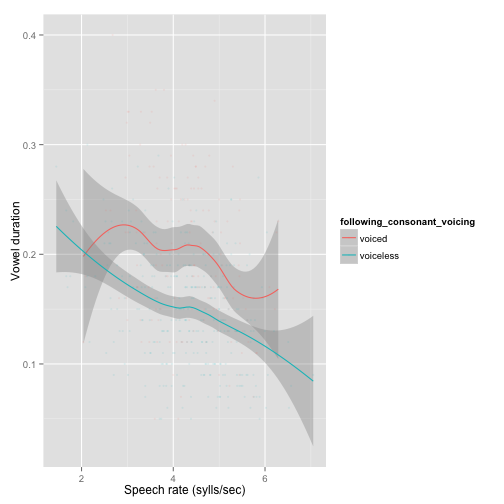 0.4
0.3
0.2
0.1
Vowel duration
2
4
6
Speech rate (sylls/sec)
following_consonant_voicing
voiced
voiceless